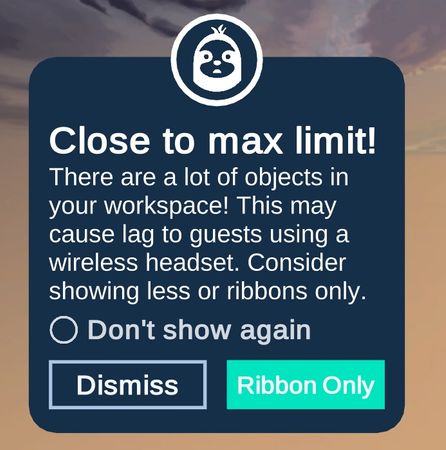 Close to max limit!
There are a lot of objects in
your workspace! This may
cause lag to guests using a
wireless headset. Consider
showing less or ribbons only.
Don't show again
Dismiss
Ribbon Only